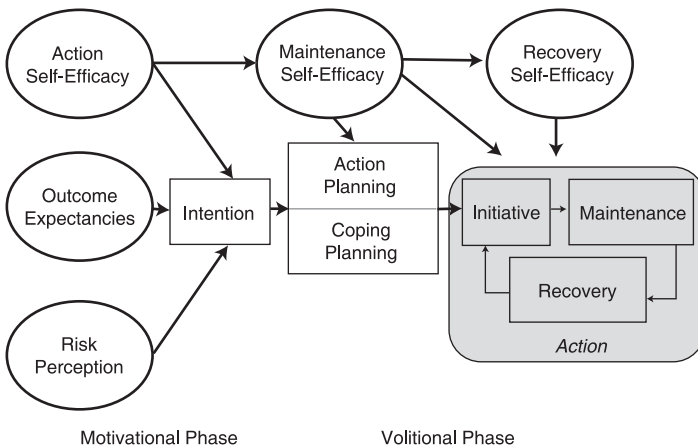 Action
Self-Efficacy
Maintenance
Self-Efficacy
Recovery
Self-Efficacy
Outcome
Expectancies
Intention
Action
Planning
Coping
Planning
Initiative
Maintenance
Recovery
Action
Risk
Perception
Motivational Phase
Volitional Phase